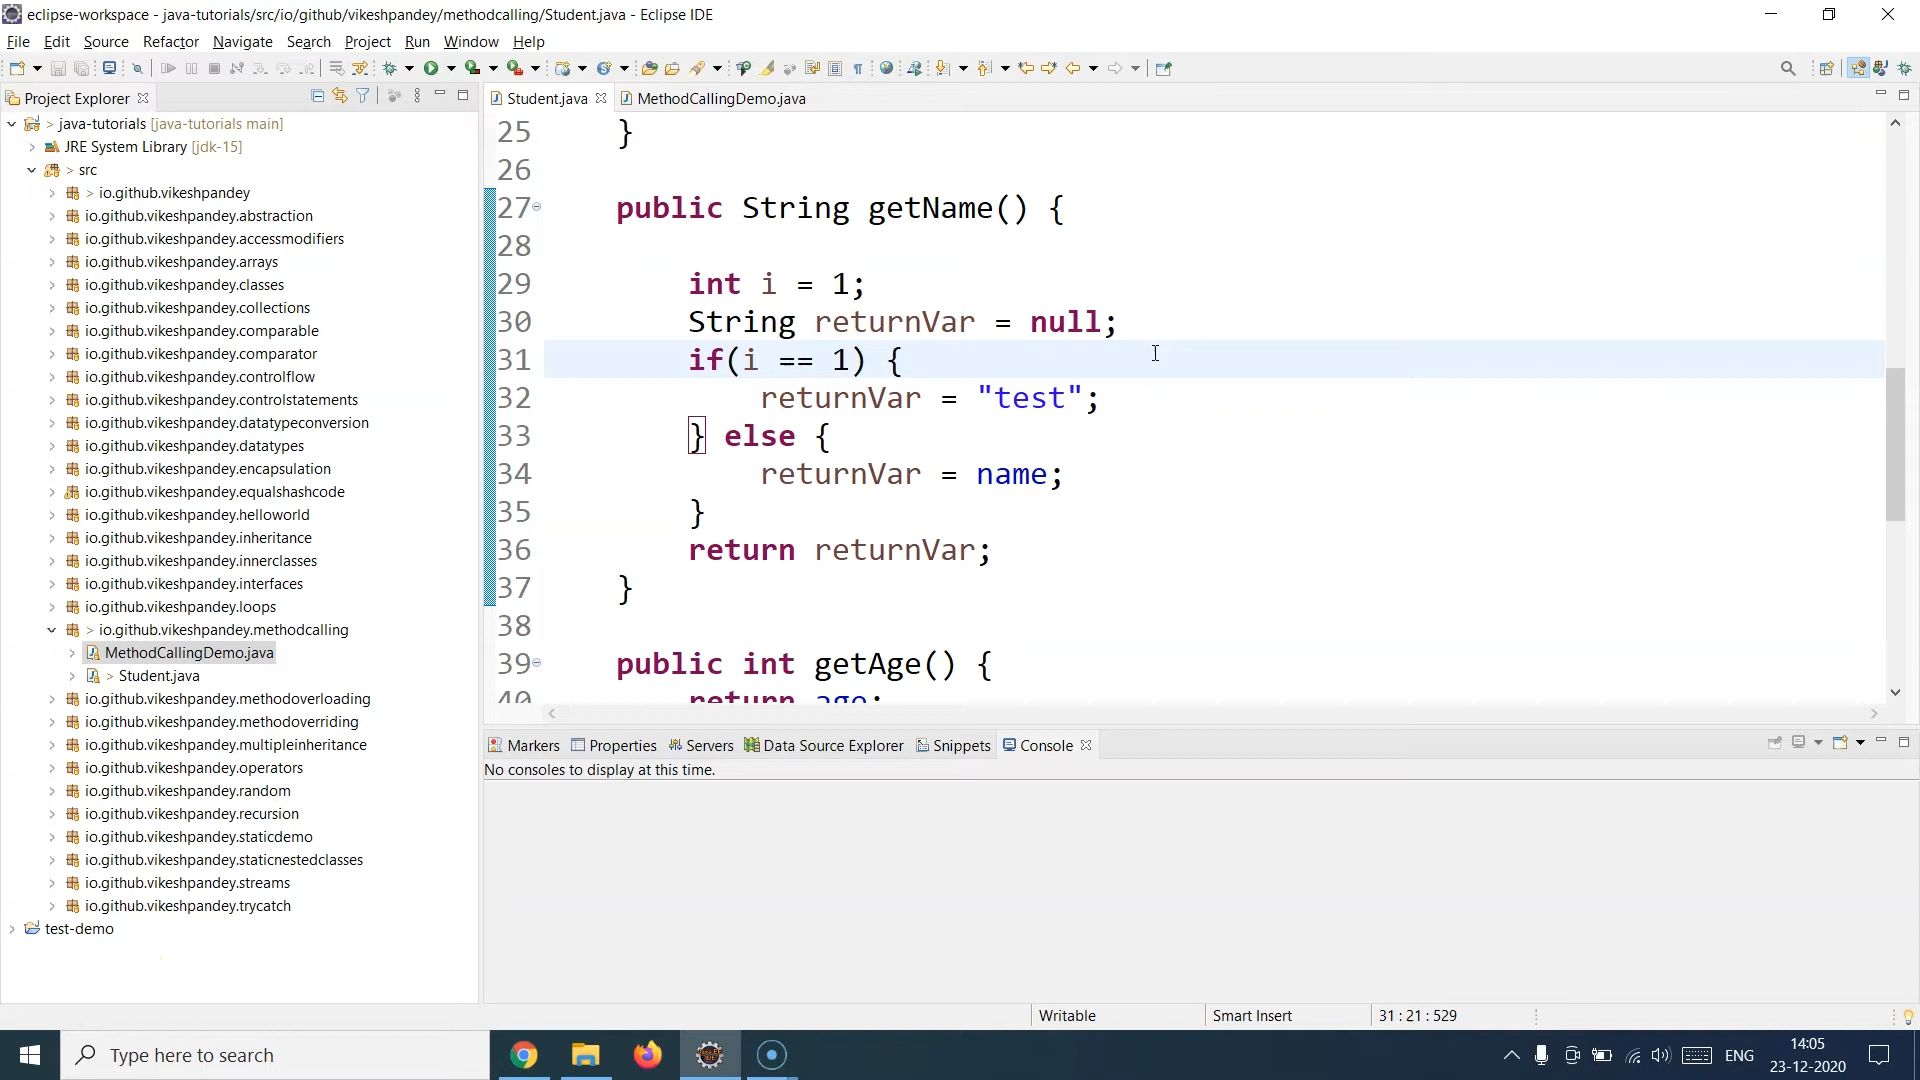 eclipse-workspace - java-tutorials/src/io/github/vikeshpandey/methodcalling/Student.java - Eclipse IDE
File Edit Source Refactor Navigate Search Project Run Window Help
Project Explorer
> java-tutorials [java-tutorials main]
JRE System Library [jdk-15]
> src
> io.github.vikeshpandey
io.github.vikeshpandey.abstraction
io.github.vikeshpandey.accessmodifiers
io.github.vikeshpandey.arrays
io.github.vikeshpandey.classes
io.github.vikeshpandey.collections
io.github.vikeshpandey.comparable
io.github.vikeshpandey.comparator
io.github.vikeshpandey.controlflow
io.github.vikeshpandey.controlstatements
io.github.vikeshpandey.datatypeconversion
io.github.vikeshpandey.datatypes
io.github.vikeshpandey.encapsulation
io.github.vikeshpandey.equalshashcode
io.github.vikeshpandey.helloworld
io.github.vikeshpandey.inheritance
io.github.vikeshpandey.innerclasses
io.github.vikeshpandey.interfaces
io.github.vikeshpandey.loops
> io.github.vikeshpandey.methodcalling
MethodCallingDemo.java
> Student.java
io.github.vikeshpandey.methodoverloading
io.github.vikeshpandey.methodoverriding
io.github.vikeshpandey.multipleinheritance
io.github.vikeshpandey.operators
io.github.vikeshpandey.random
io.github.vikeshpandey.recursion
io.github.vikeshpandey.staticdemo
io.github.vikeshpandey.staticnestedclasses
io.github.vikeshpandey.streams
io.github.vikeshpandey.trycatch
test-demo
Student.java MethodCallingDemo.java
25 }
26
27 public String getName() {
28
29 int i = 1;
30 String returnVar = null;
31 if(i == 1) {
32 returnVar = "test";
33 } else {
34 returnVar = name;
35 }
36 return returnVar;
37 }
38
39 public int getAge() {
40 return age;
Markers Properties Servers Data Source Explorer Snippets Console
No consoles to display at this time.
Writable Smart Insert 31 : 21 : 529
Type here to search
ENG
14:05
23-12-2020